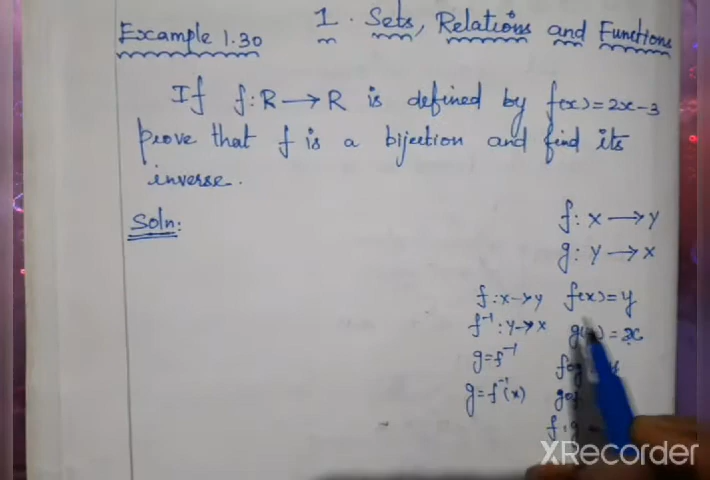 Example 1.30
1. Sets, Relations and Functions
If f: R → R is defined by f(x) = 2x-3
prove that f is a bijection and find its
inverse.
Soln:
f: X → Y
g: Y → X
f: X → Y f(x) = y
f⁻¹: Y → X = x
g = f⁻¹
g = f⁻¹(x)
XRecorder